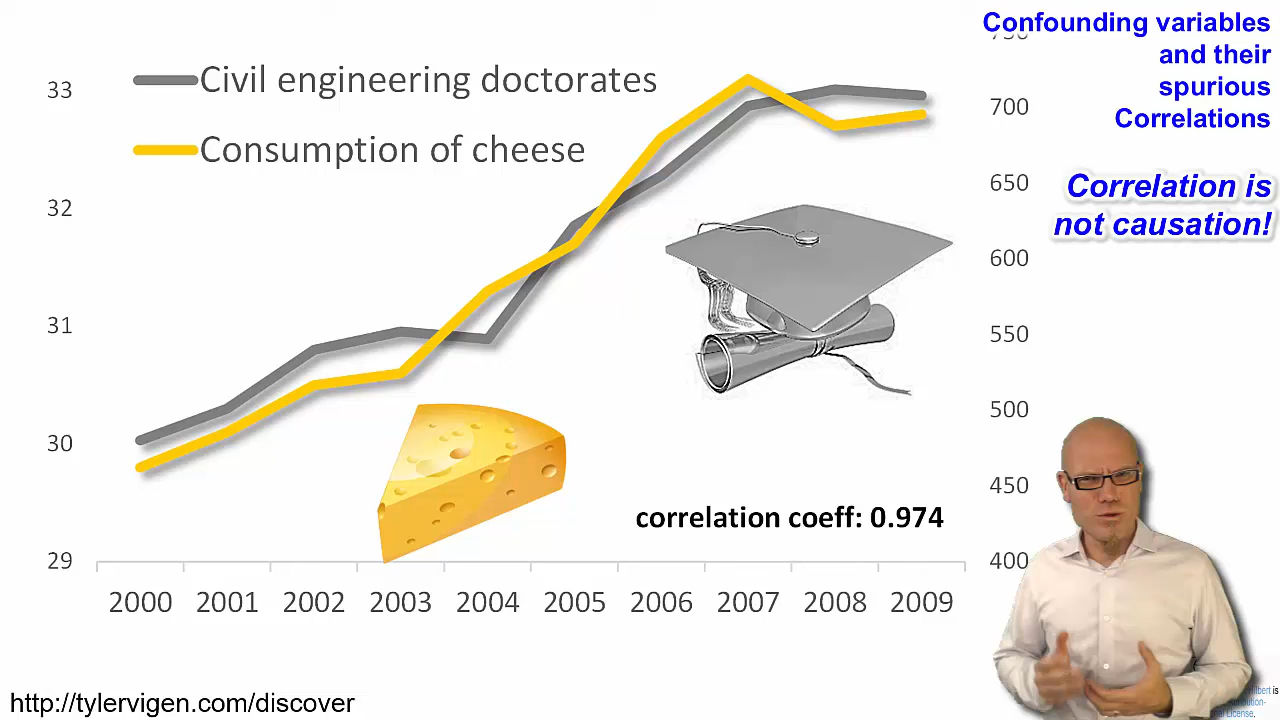 Confounding variables
and their
spurious
Correlations
Correlation is
not causation!
Civil engineering doctorates
Consumption of cheese
33
32
31
30
29
700
650
600
550
500
450
400
correlation coeff: 0.974
2000 2001 2002 2003 2004 2005 2006 2007 2008 2009
http://tylervigen.com/discover
is
License.